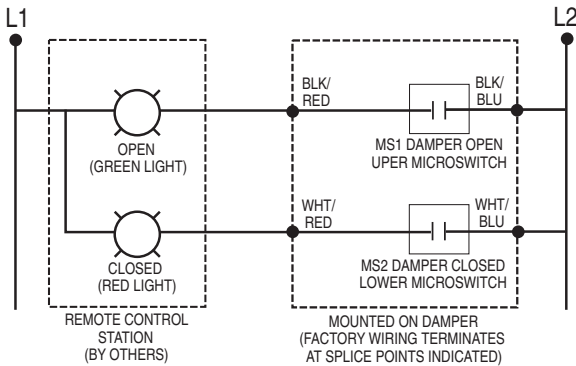 L1
L2
BLK/
RED
BLK/
BLU
OPEN
(GREEN LIGHT)
MS1 DAMPER OPEN
UPER MICROSWITCH
WHT/
RED
WHT/
BLU
CLOSED
(RED LIGHT)
MS2 DAMPER CLOSED
LOWER MICROSWITCH
REMOTE CONTROL
STATION
(BY OTHERS)
MOUNTED ON DAMPER
(FACTORY WIRING TERMINATES
AT SPLICE POINTS INDICATED)